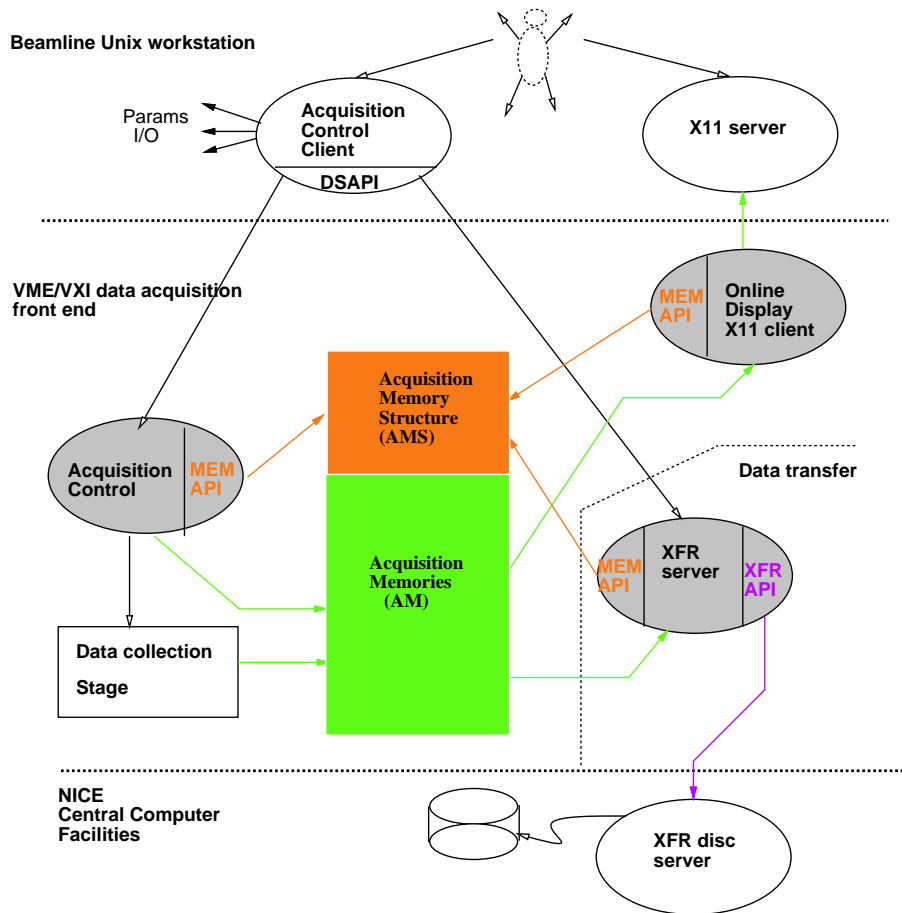 Beamline Unix workstation
Params
I/O
Acquisition
Control
Client
DSAPI
X11 server
VME/VXI data acquisition
front end
MEM
API
Online
Display
X11 client
Acquisition
Memory
Structure
(AMS)
Acquisition
Control
MEM
API
Data transfer
Acquisition
Memories
(AM)
MEM
API
XFR
server
XFR
API
Data collection
Stage
NICE
Central Computer
Facilities
XFR disc
server